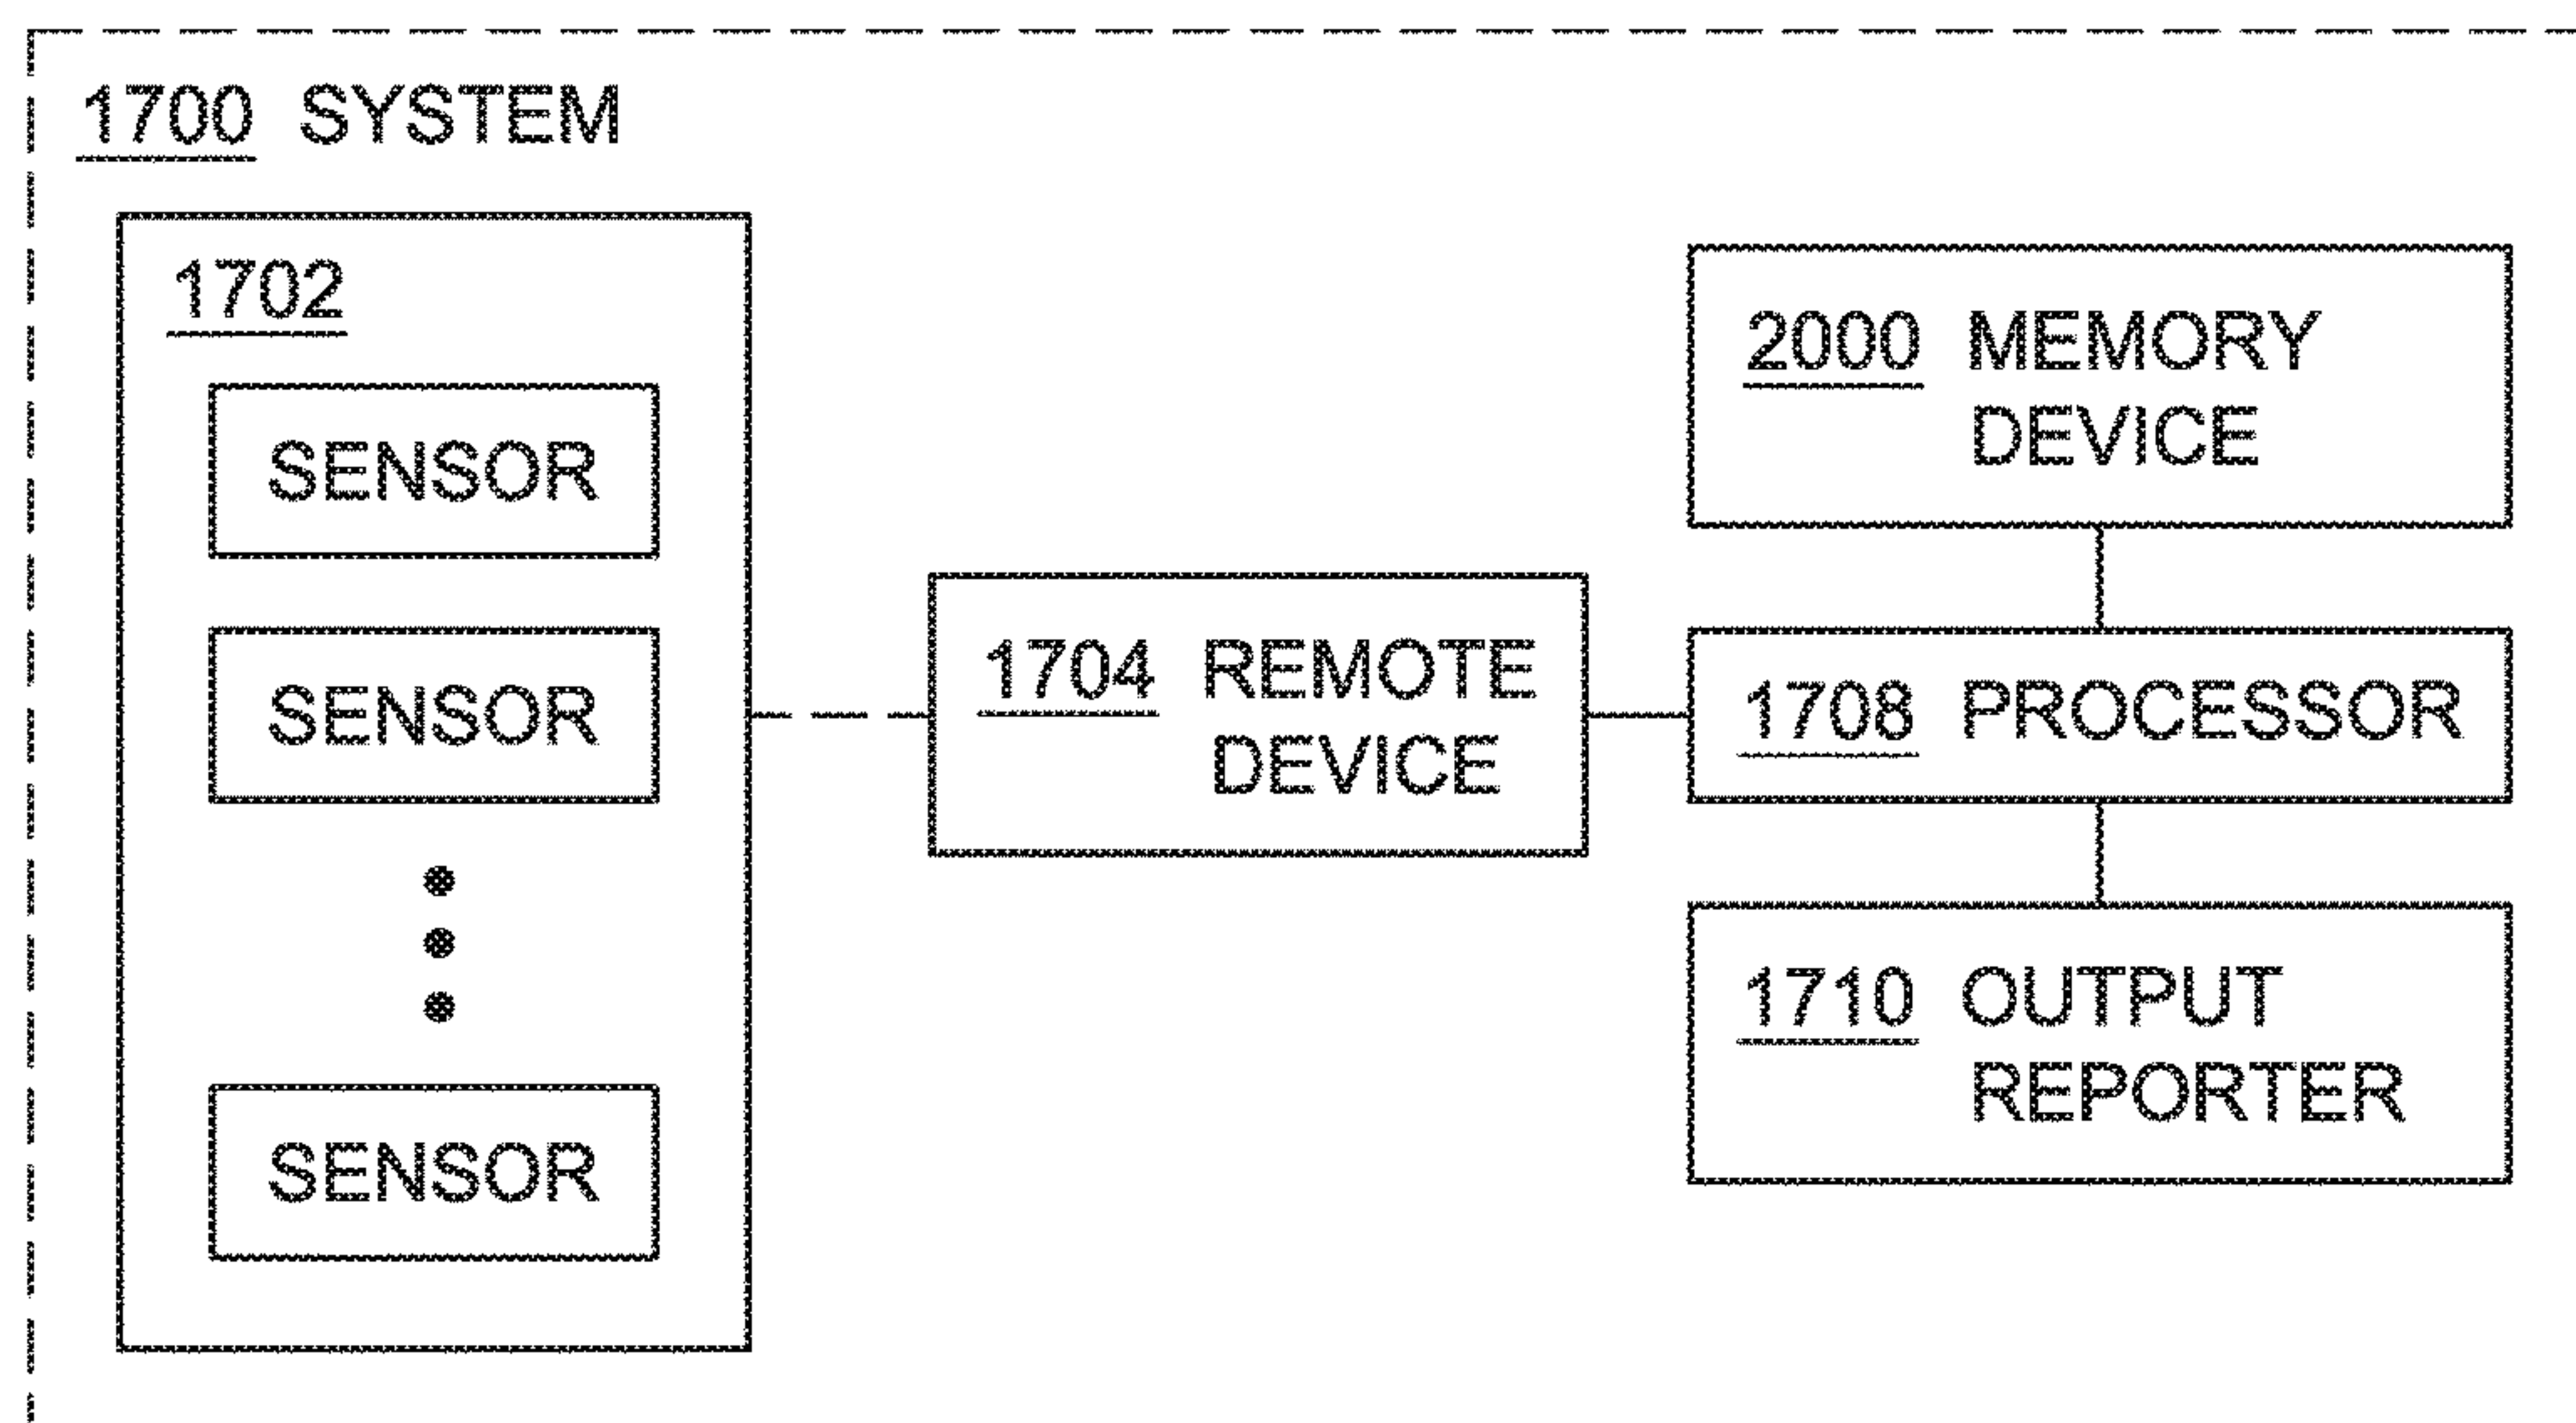 1700 SYSTEM
1702
SENSOR
SENSOR
SENSOR
1704 REMOTE
DEVICE
2000 MEMORY
DEVICE
1708 PROCESSOR
1710 OUTPUT
REPORTER